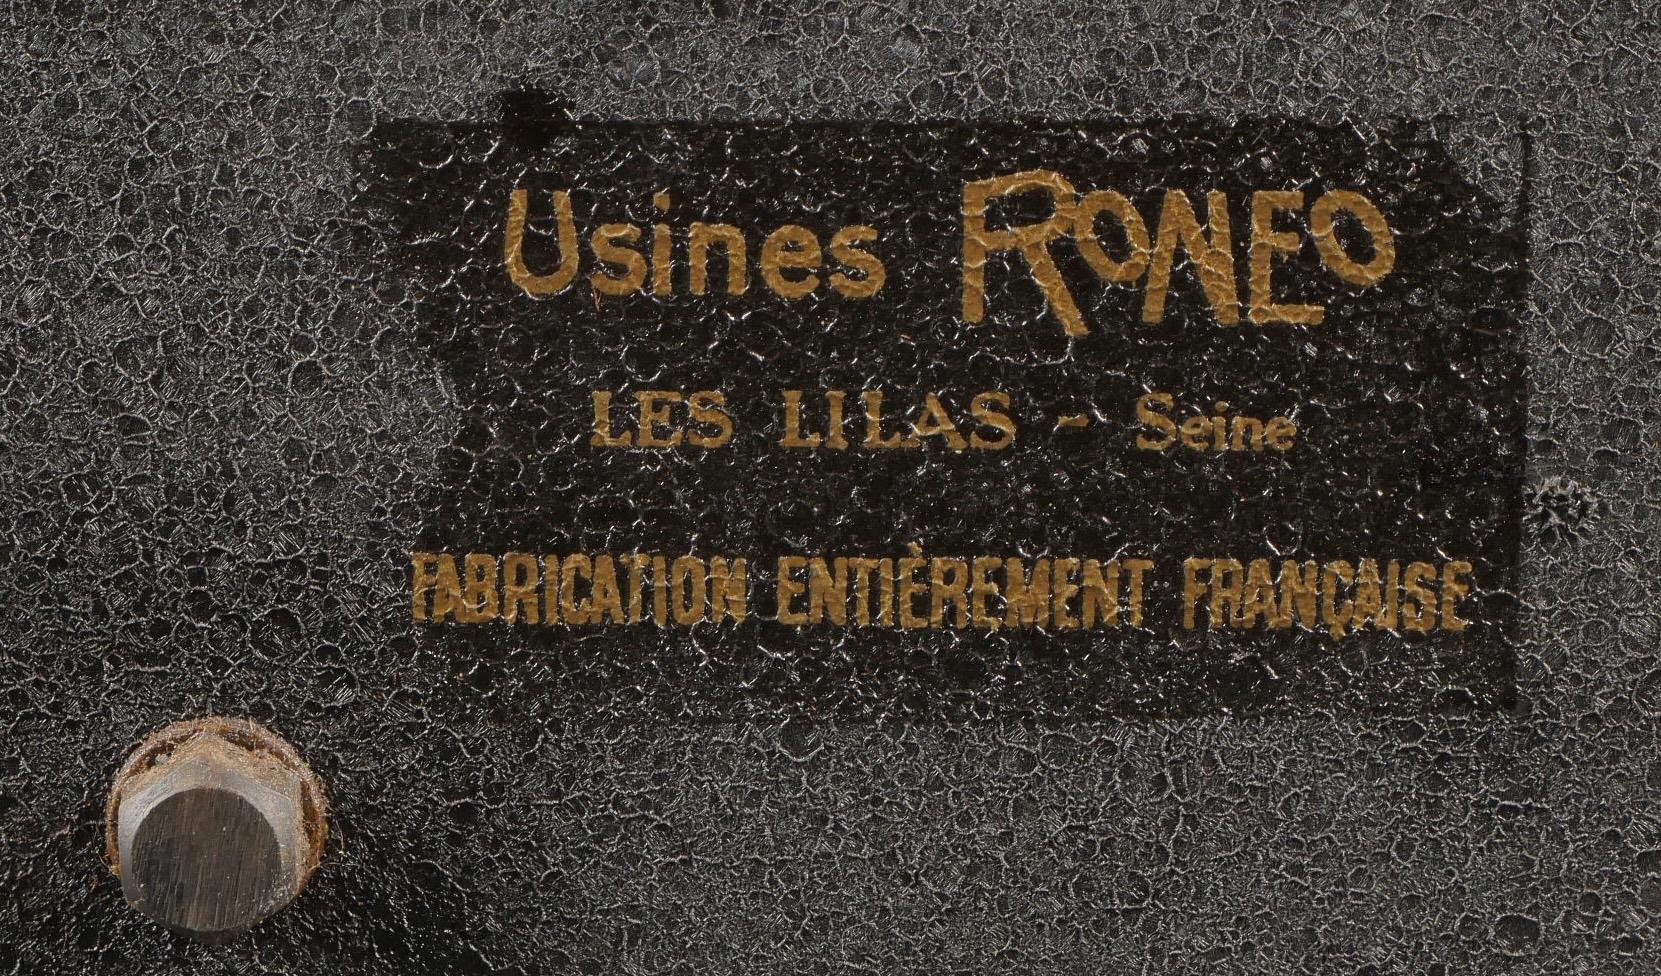 Usines RONEO
LES LILAS - Seine
FABRICATION ENTIÈREMENT FRANÇAISE